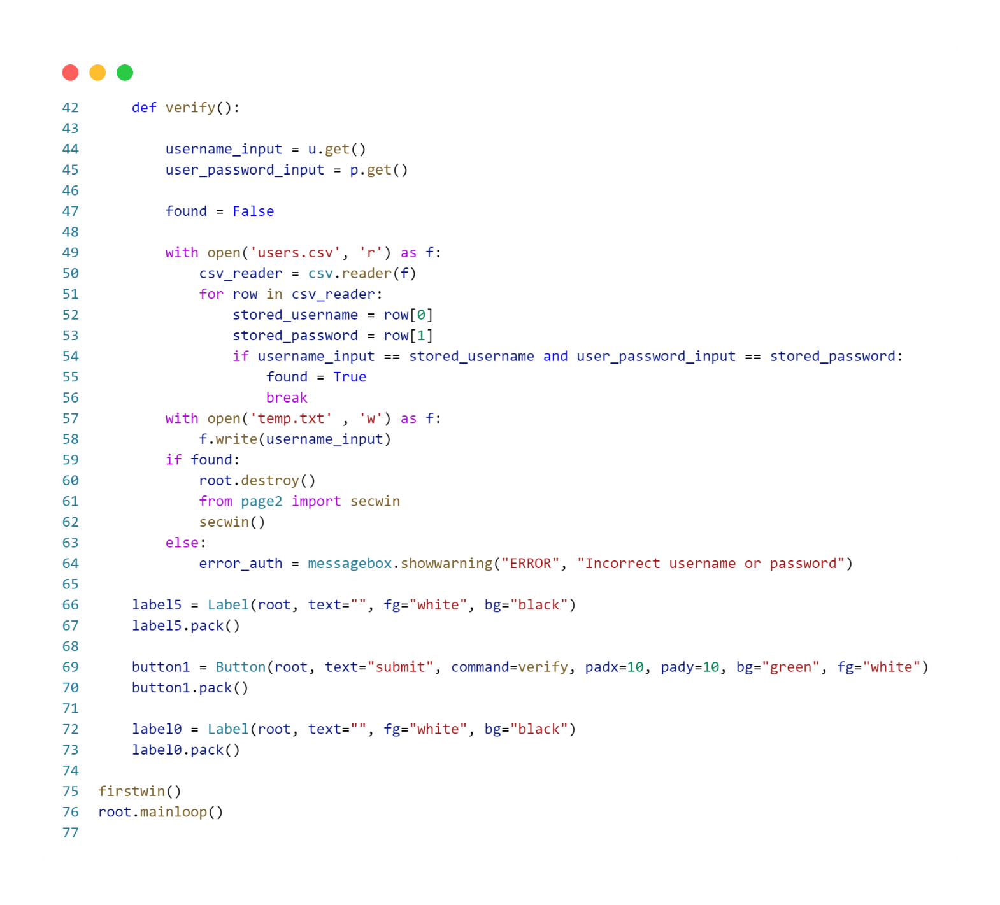 42 def verify():
43
44 username_input = u.get()
45 user_password_input = p.get()
46
47 found = False
48
49 with open('users.csv', 'r') as f:
50 csv_reader = csv.reader(f)
51 for row in csv_reader:
52 stored_username = row[0]
53 stored_password = row[1]
54 if username_input == stored_username and user_password_input == stored_password:
55 found = True
56 break
57 with open('temp.txt' , 'w') as f:
58 f.write(username_input)
59 if found:
60 root.destroy()
61 from page2 import secwin
62 secwin()
63 else:
64 error_auth = messagebox.showwarning("ERROR", "Incorrect username or password")
65
66 label5 = Label(root, text="", fg="white", bg="black")
67 label5.pack()
68
69 button1 = Button(root, text="submit", command=verify, padx=10, pady=10, bg="green", fg="white")
70 button1.pack()
71
72 label0 = Label(root, text="", fg="white", bg="black")
73 label0.pack()
74
75 firstwin()
76 root.mainloop()
77